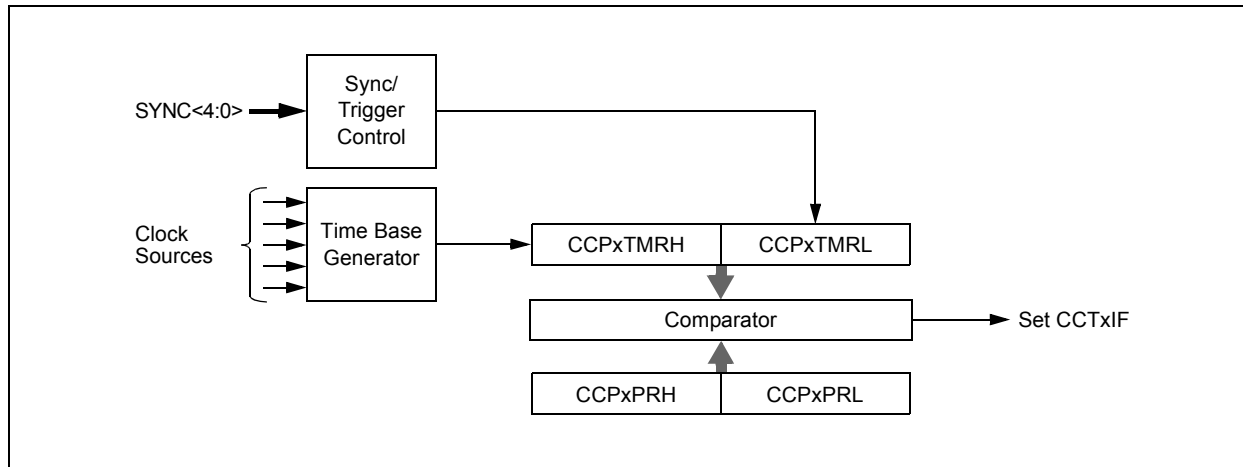 SYNC<4:0>
Sync/
Trigger
Control
Clock
Sources
Time Base
Generator
CCPxTMRH
CCPxTMRL
Comparator
Set CCTxIF
CCPxPRH
CCPxPRL